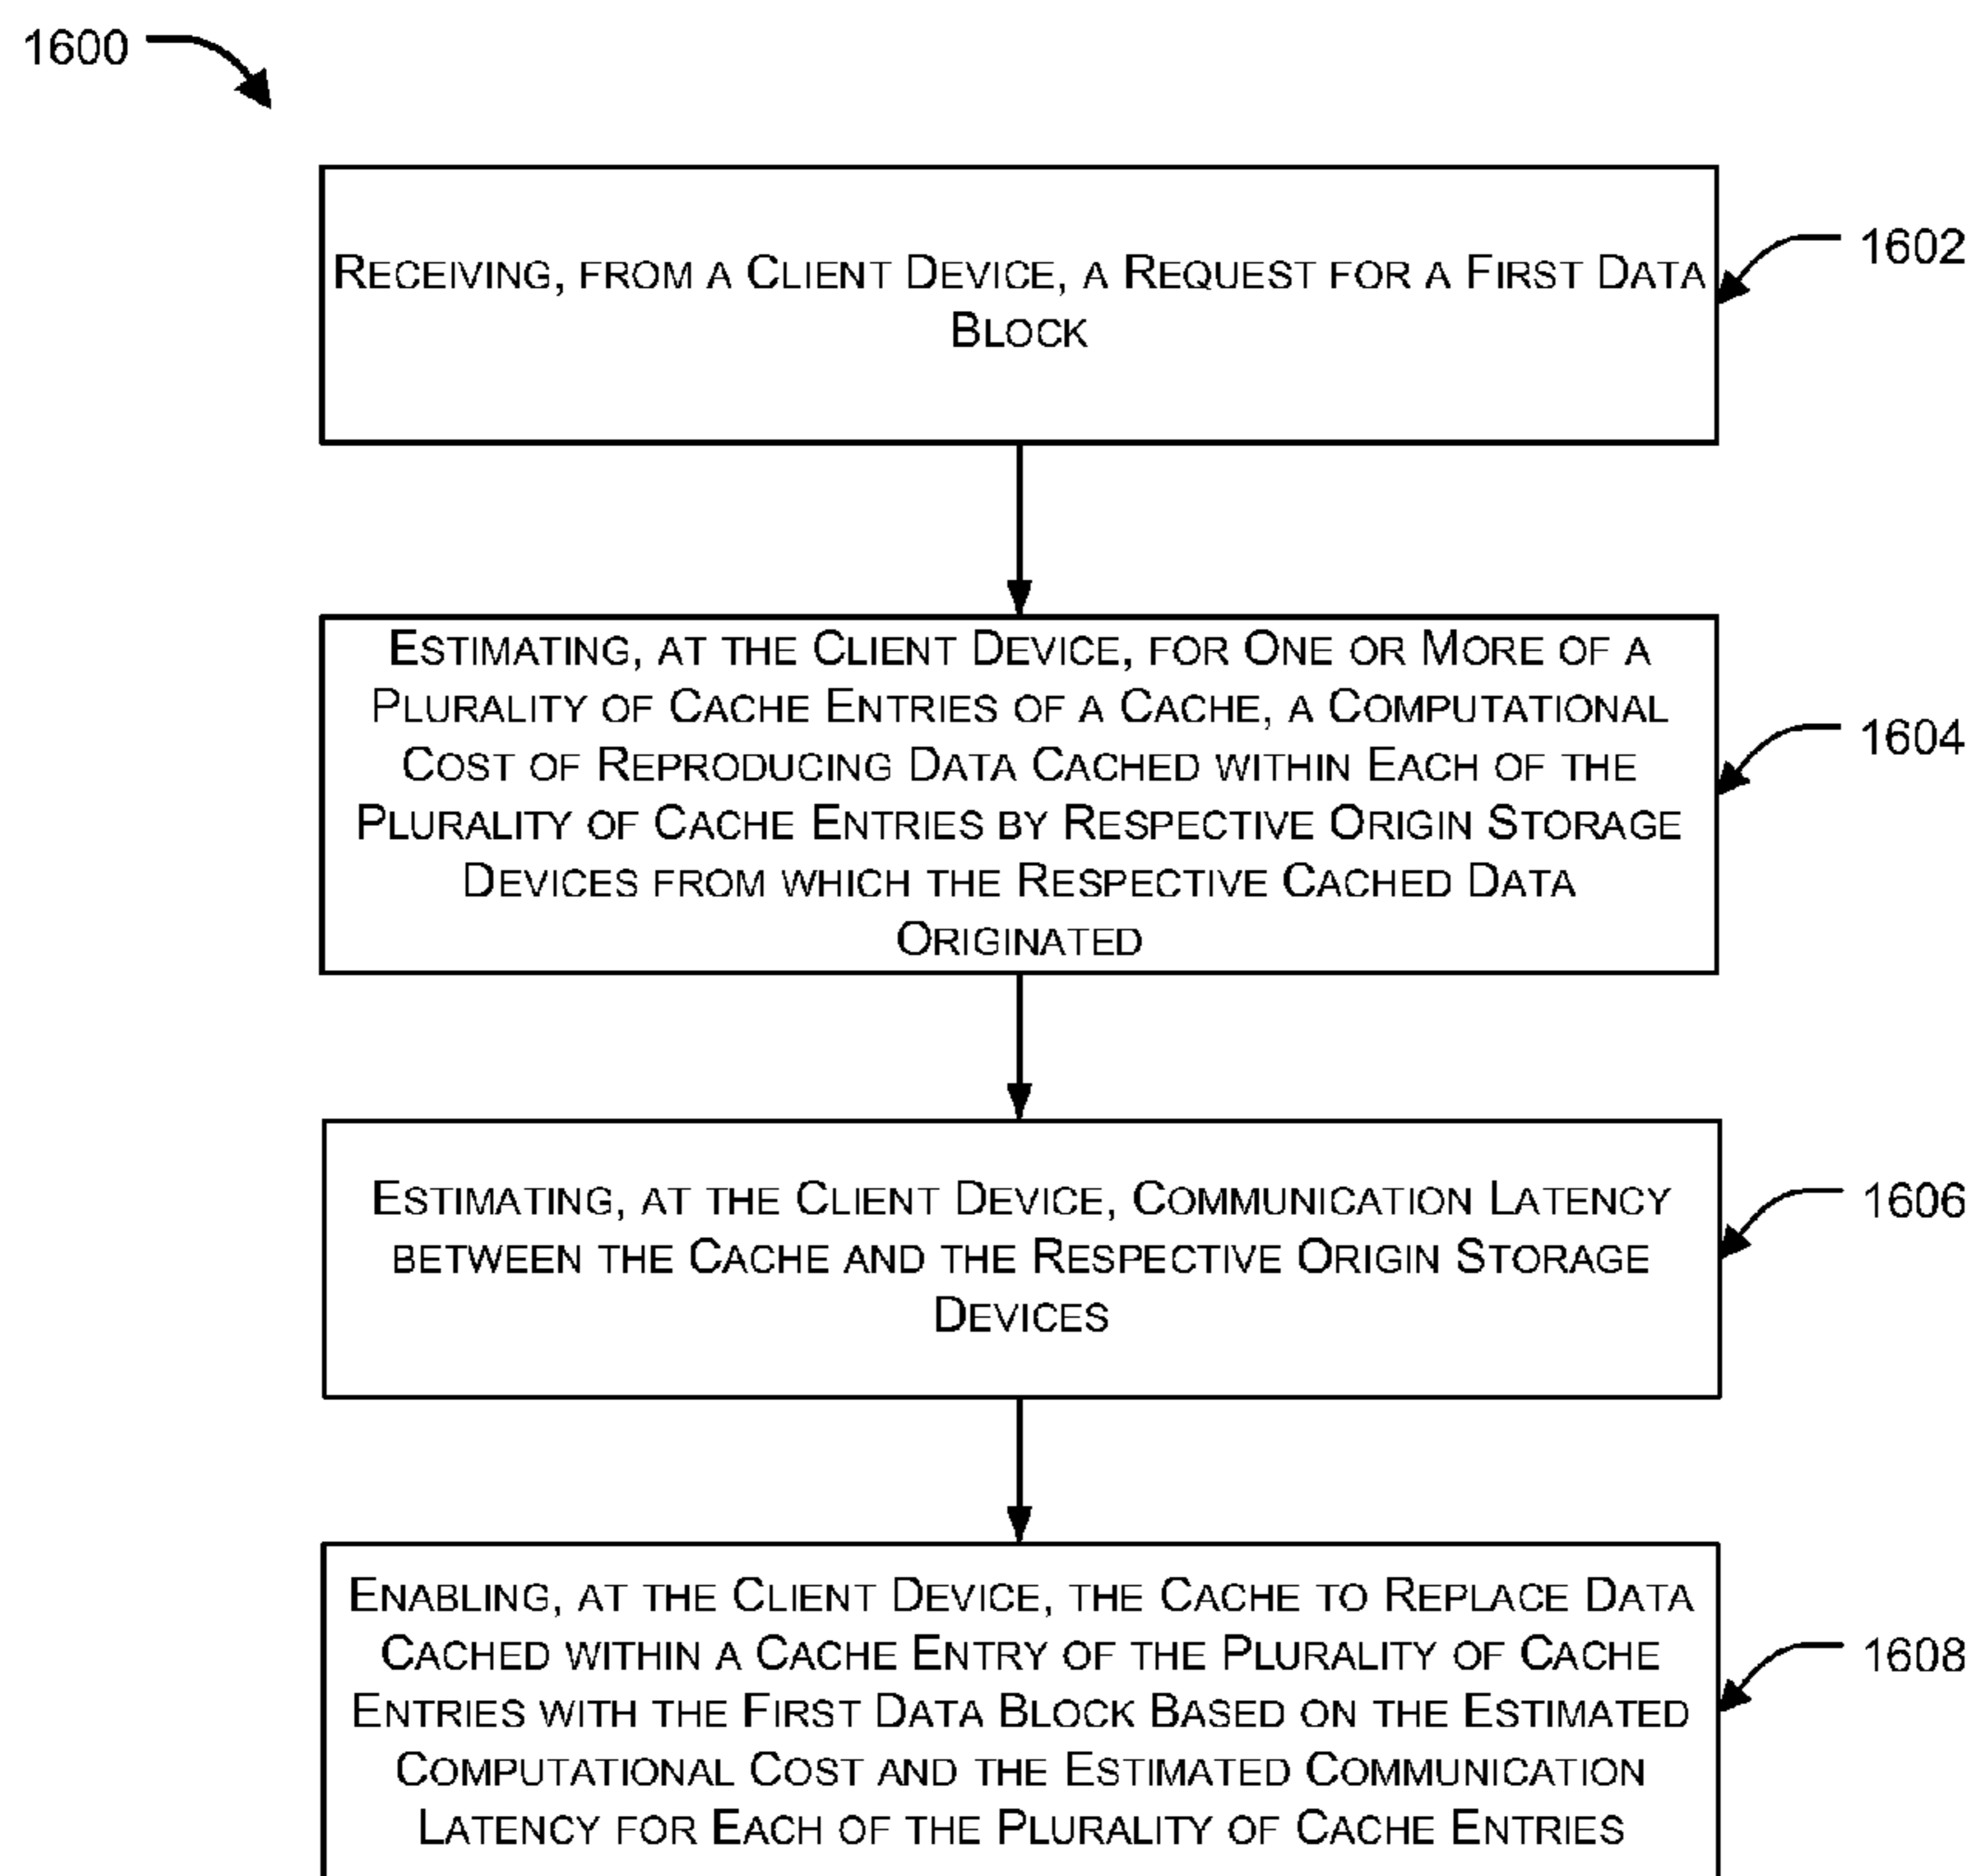 1600
Receiving, from a Client Device, a Request for a First Data
Block
1602
Estimating, at the Client Device, for One or More of a
Plurality of Cache Entries of a Cache, a Computational
Cost of Reproducing Data Cached within Each of the
Plurality of Cache Entries by Respective Origin Storage
Devices from which the Respective Cached Data
Originated
1604
Estimating, at the Client Device, Communication Latency
between the Cache and the Respective Origin Storage
Devices
1606
Enabling, at the Client Device, the Cache to Replace Data
Cached within a Cache Entry of the Plurality of Cache
Entries with the First Data Block Based on the Estimated
Computational Cost and the Estimated Communication
Latency for Each of the Plurality of Cache Entries
1608